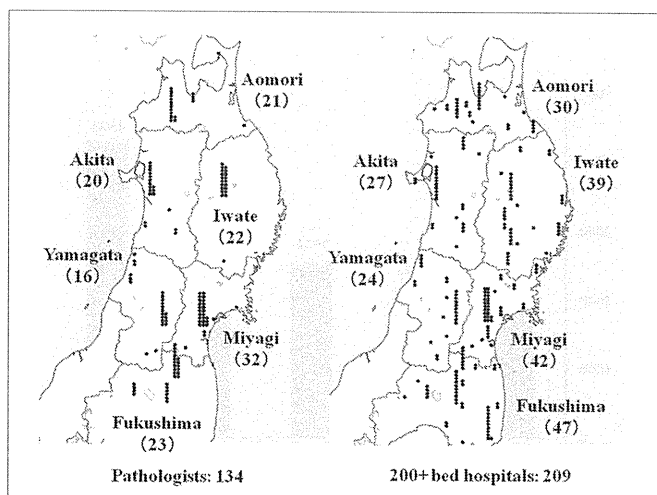 Aomori
(21)
Akita
(20)
Iwate
(22)
Yamagata
(16)
Miyagi
(32)
Fukushima
(23)
Pathologists: 134
Aomori
(30)
Akita
(27)
Iwate
(39)
Yamagata
(24)
Miyagi
(42)
Fukushima
(47)
200+ bed hospitals: 209